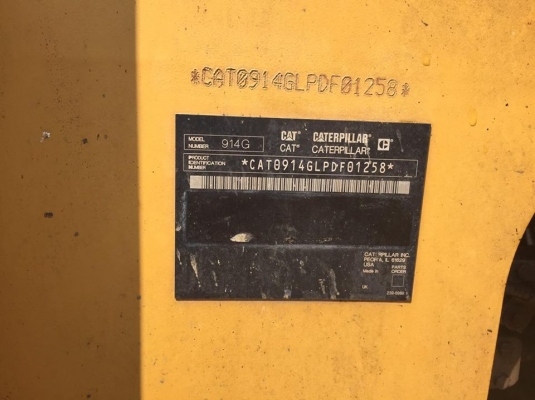 *CAT0914GLPDF01258*
MODEL NUMBER 914G
CAT® CATERPILLAR®
CAT® CATERPILLAR®
PRODUCT IDENTIFICATION NUMBER *CAT0914GLPDF01258*
CATERPILLAR INC.
PEORIA, IL 61629
USA
PARTS ORDER
Made in
UK